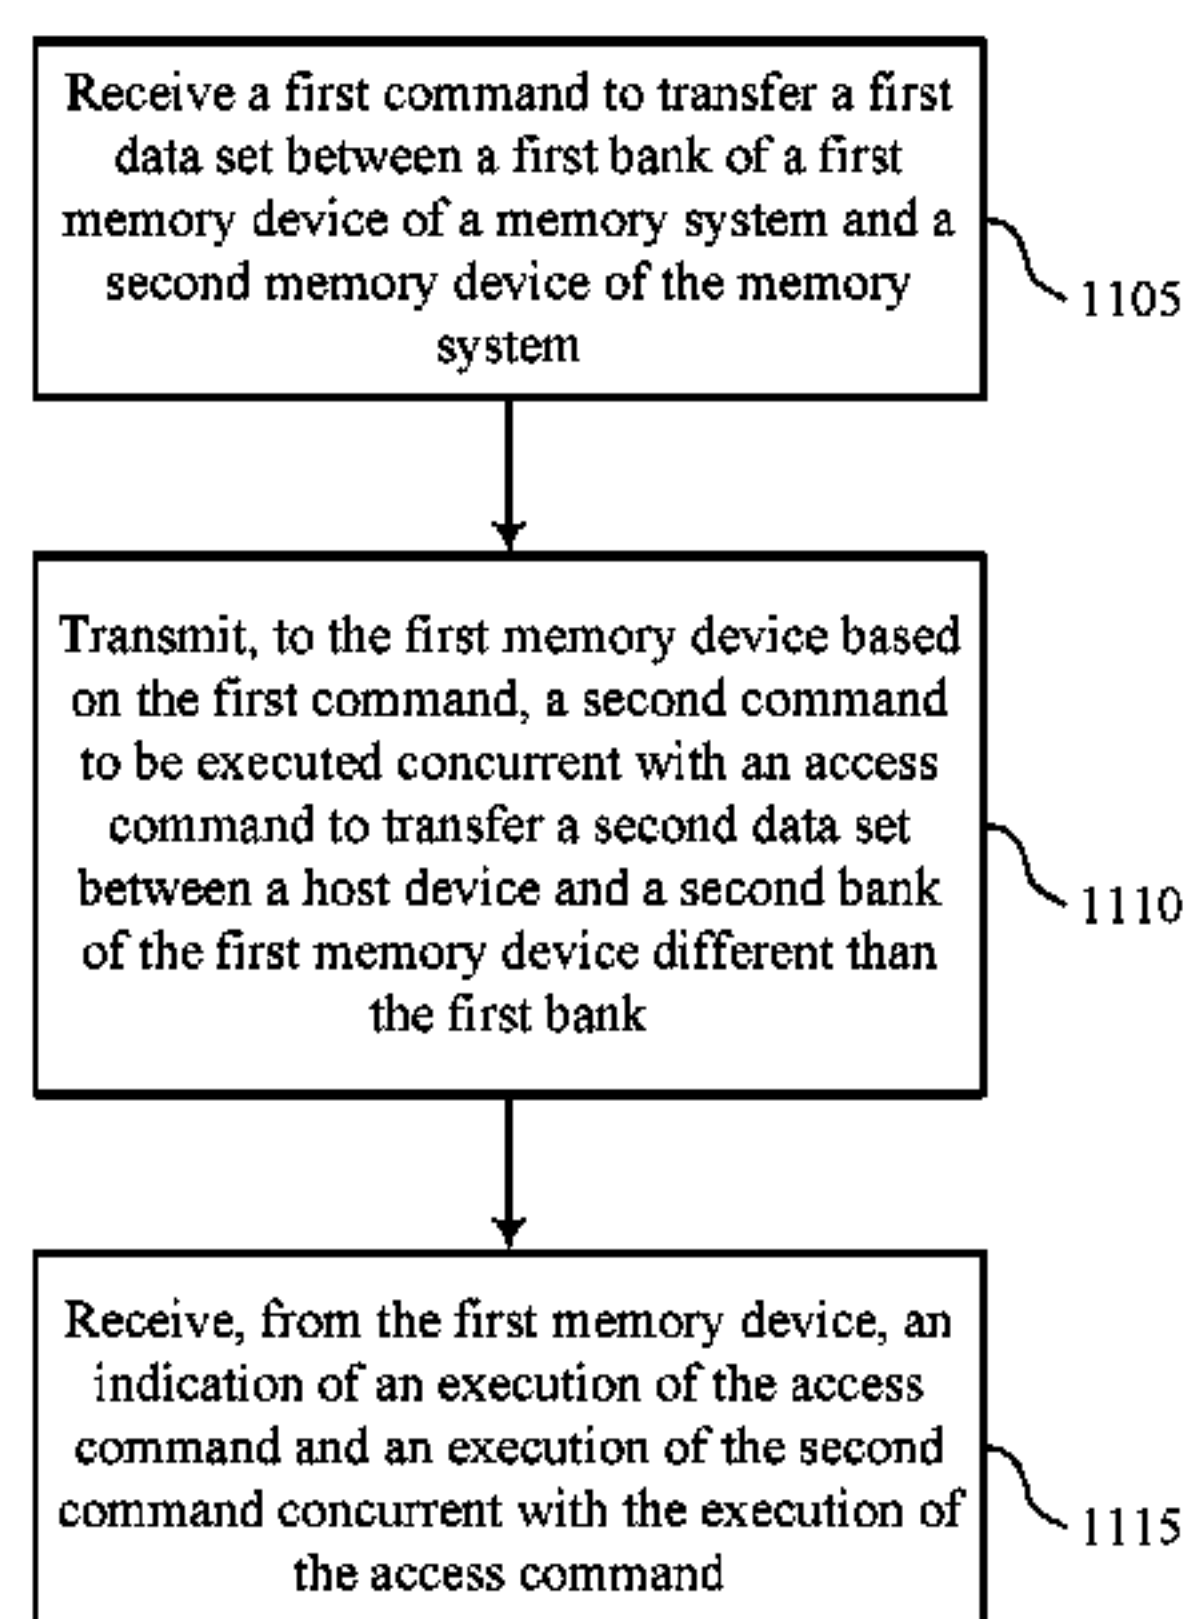 Receive a first command to transfer a first
data set between a first bank of a first
memory device of a memory system and a
second memory device of the memory
system
1105
Transmit, to the first memory device based
on the first command, a second command
to be executed concurrent with an access
command to transfer a second data set
between a host device and a second bank
of the first memory device different than
the first bank
1110
Receive, from the first memory device, an
indication of an execution of the access
command and an execution of the second
command concurrent with the execution of
the access command
1115